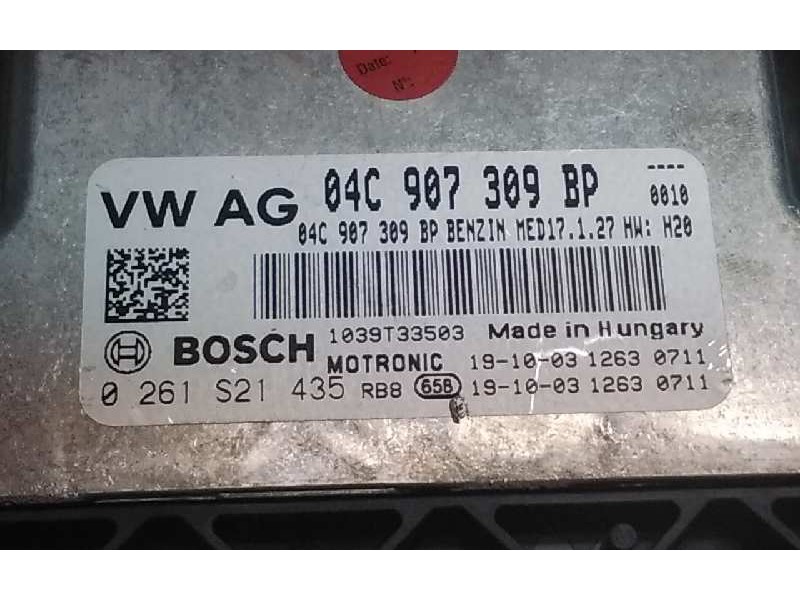 Date:
N°:
VW AG 04C 907 309 BP ----
0010
04C 907 309 BP BENZIN MED17.1.27 HW: H20
BOSCH 1039T33503 Made in Hungary
MOTRONIC 19-10-03 1263 0711
0 261 S21 435 RB8 65B 19-10-03 1263 0711